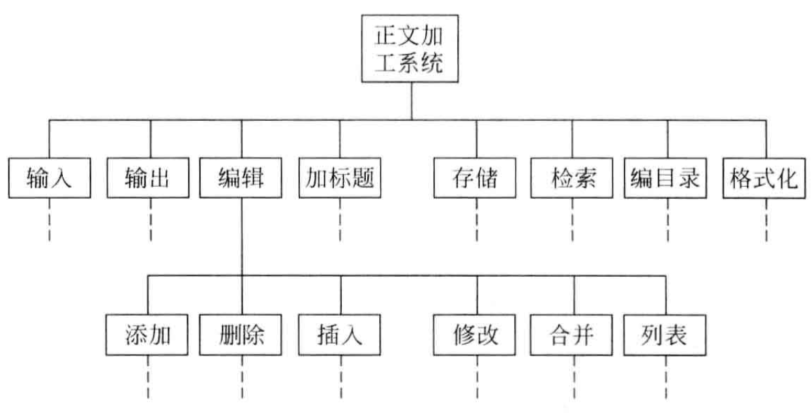 正文加
工系统
输入 输出 编辑 加标题 存储 检索 编目录 格式化
添加 删除 插入 修改 合并 列表